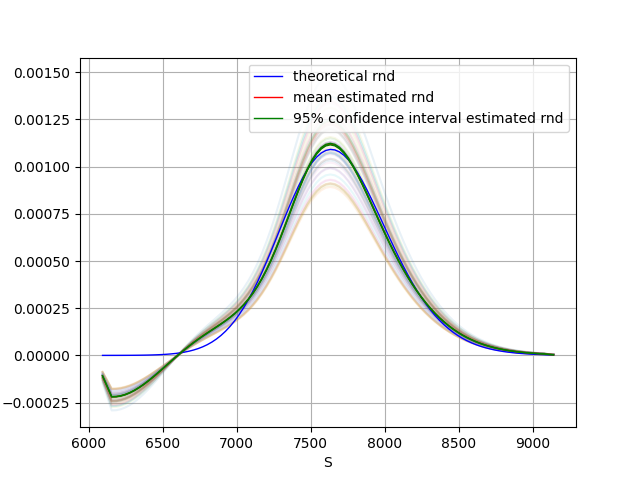 0.00150
0.00125
0.00100
0.00075
0.00050
0.00025
0.00000
−0.00025
theoretical rnd
mean estimated rnd
95% confidence interval estimated rnd
6000 6500 7000 7500 8000 8500 9000
S